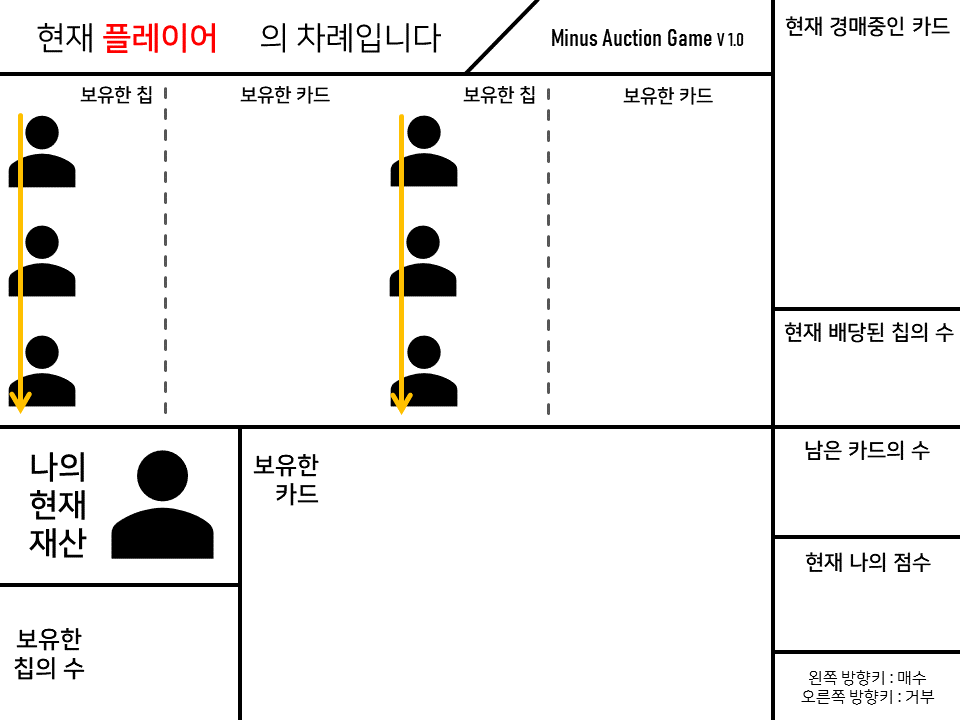 현재 플레이어 의 차례입니다
Minus Auction Game V 1.0
현재 경매중인 카드
보유한 칩
보유한 카드
보유한 칩
보유한 카드
현재 배당된 칩의 수
나의
현재
재산
보유한
카드
남은 카드의 수
현재 나의 점수
보유한
칩의 수
왼쪽 방향키 : 매수
오른쪽 방향키 : 거부